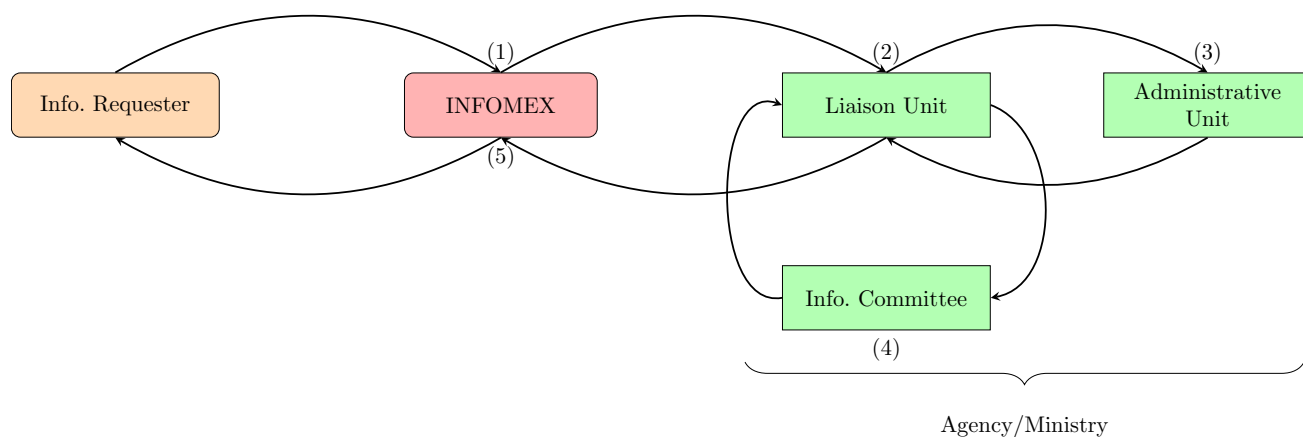 (1)
(2)
(3)
Info. Requester
INFOMEX
Liaison Unit
Administrative
Unit
(5)
Info. Committee
(4)
Agency/Ministry